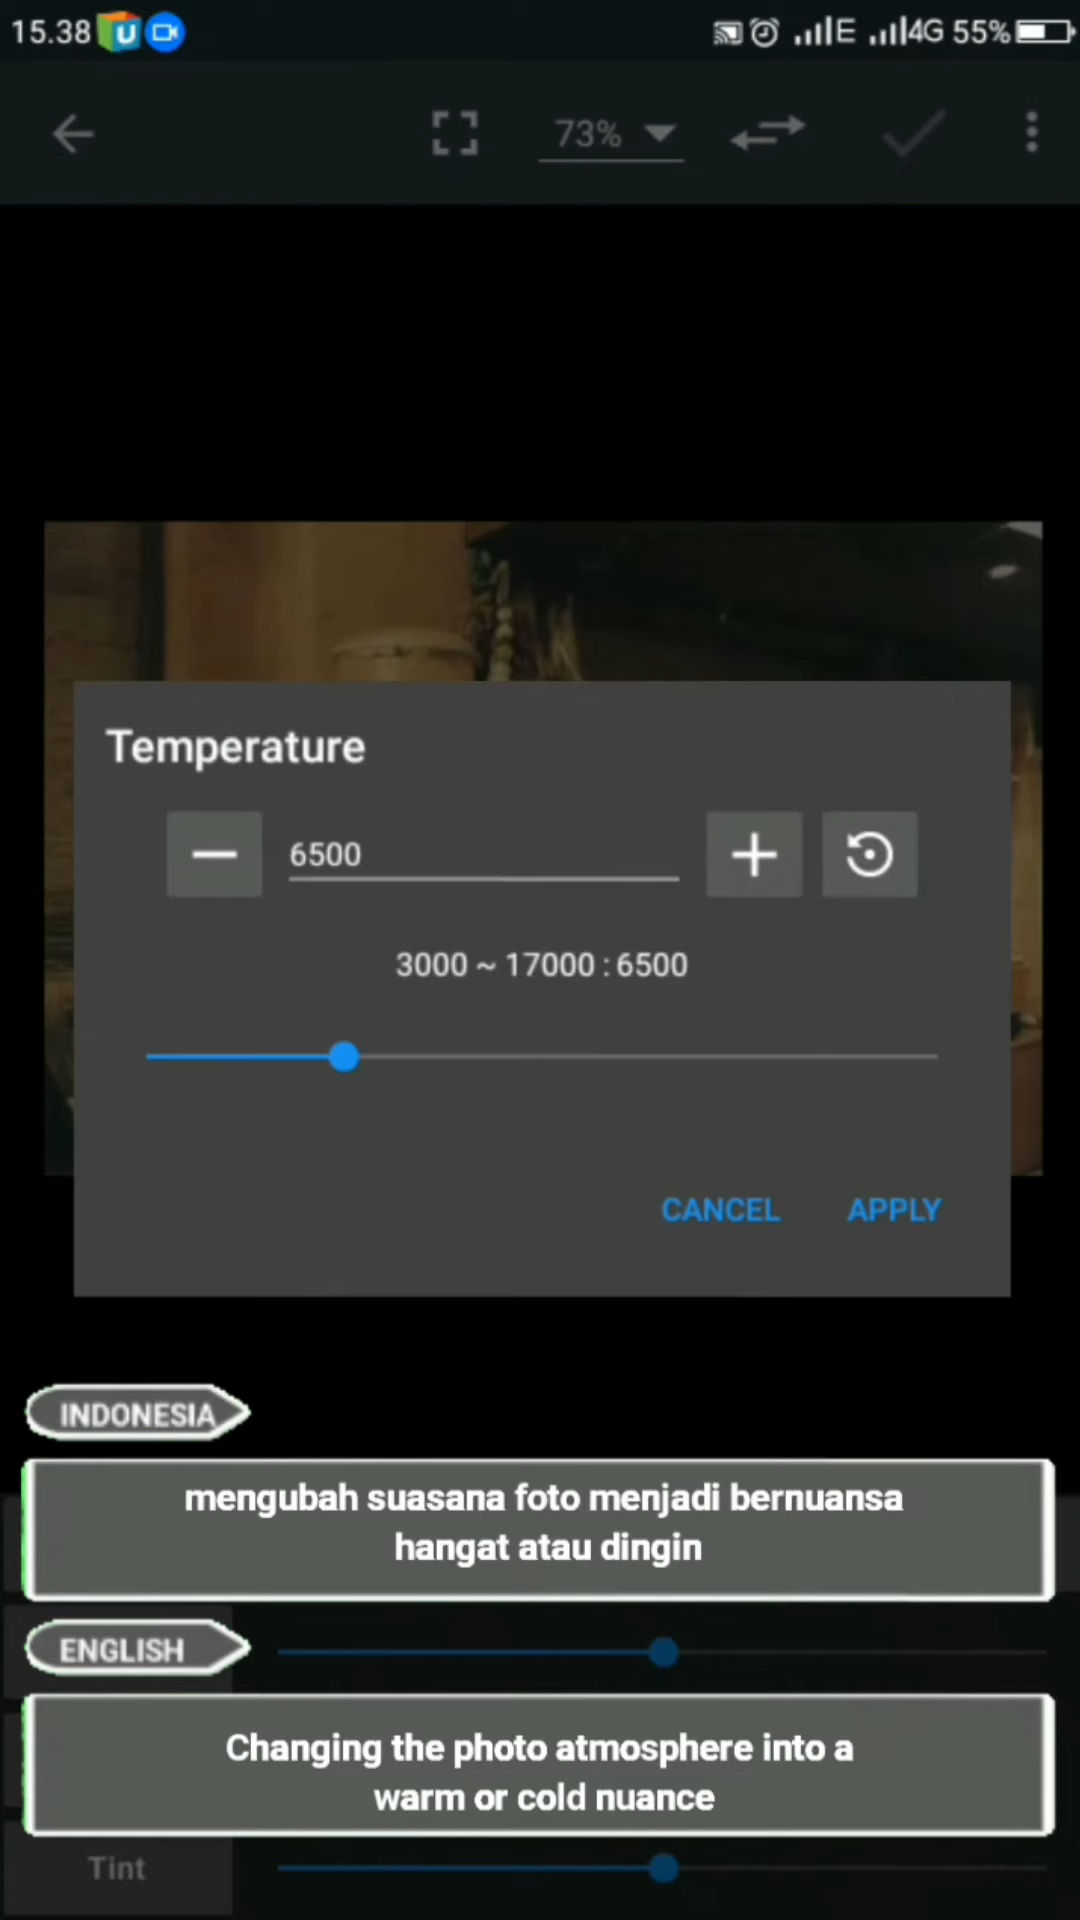 15.38
E
4G
55%
73%
Temperature
6500
3000 ~ 17000 : 6500
CANCEL
APPLY
INDONESIA
mengubah suasana foto menjadi bernuansa
hangat atau dingin
ENGLISH
Changing the photo atmosphere into a
warm or cold nuance
Tint